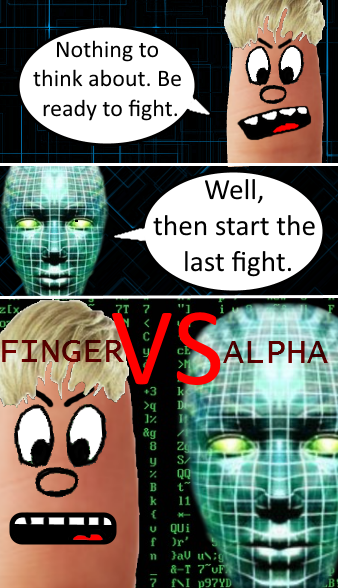 Nothing to
think about. Be
ready to fight.
Well,
then start the
last fight.
FINGER VS ALPHA